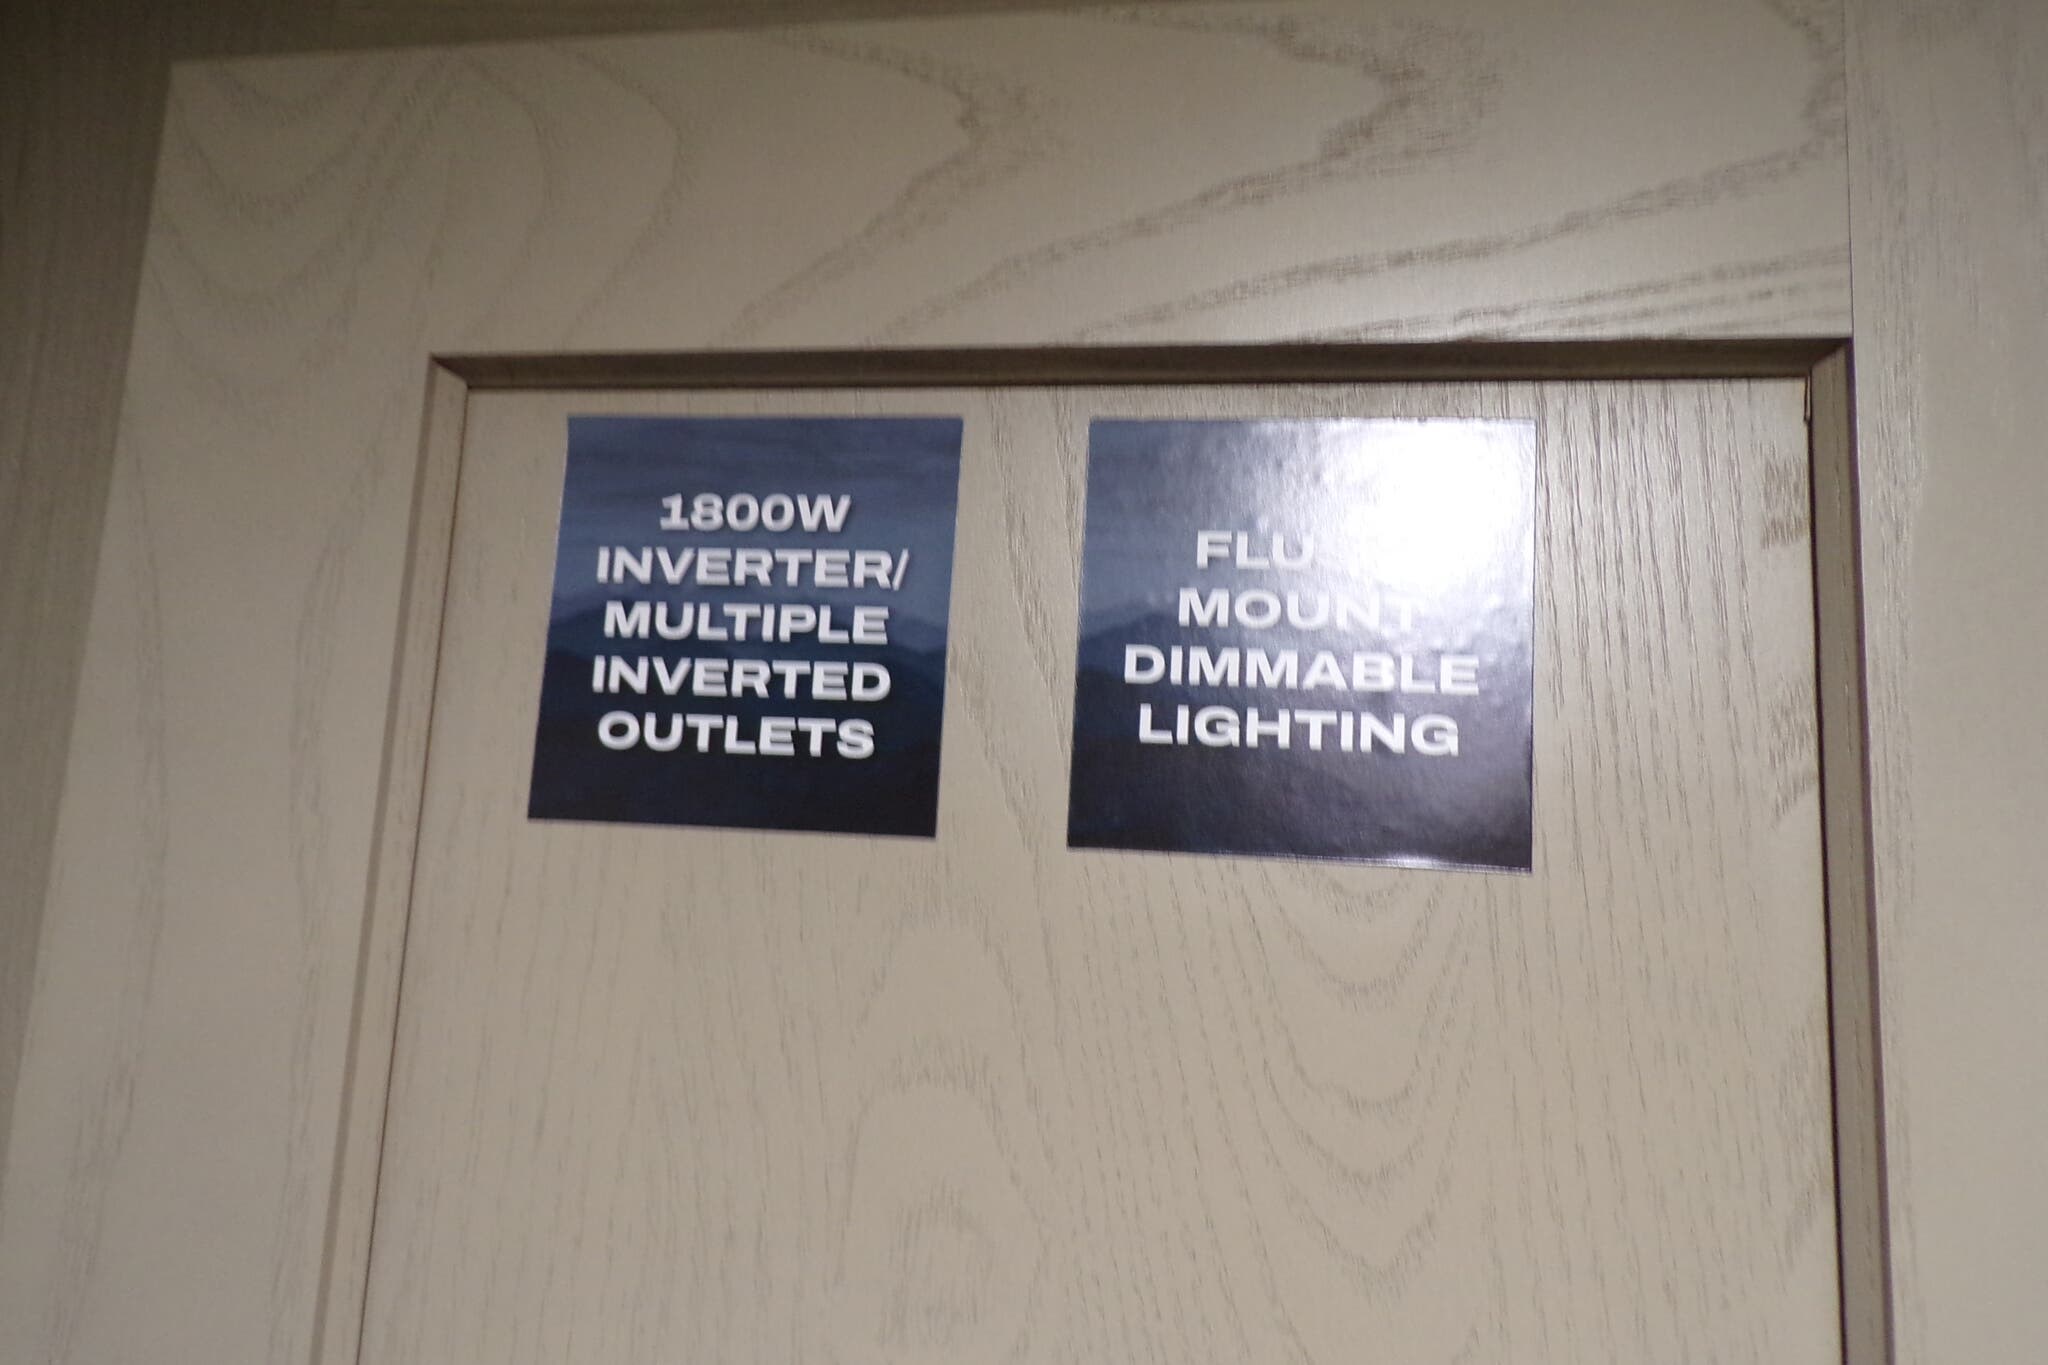 1800W
INVERTER/
MULTIPLE
INVERTED
OUTLETS
MOUNT
DIMMABLE
LIGHTING